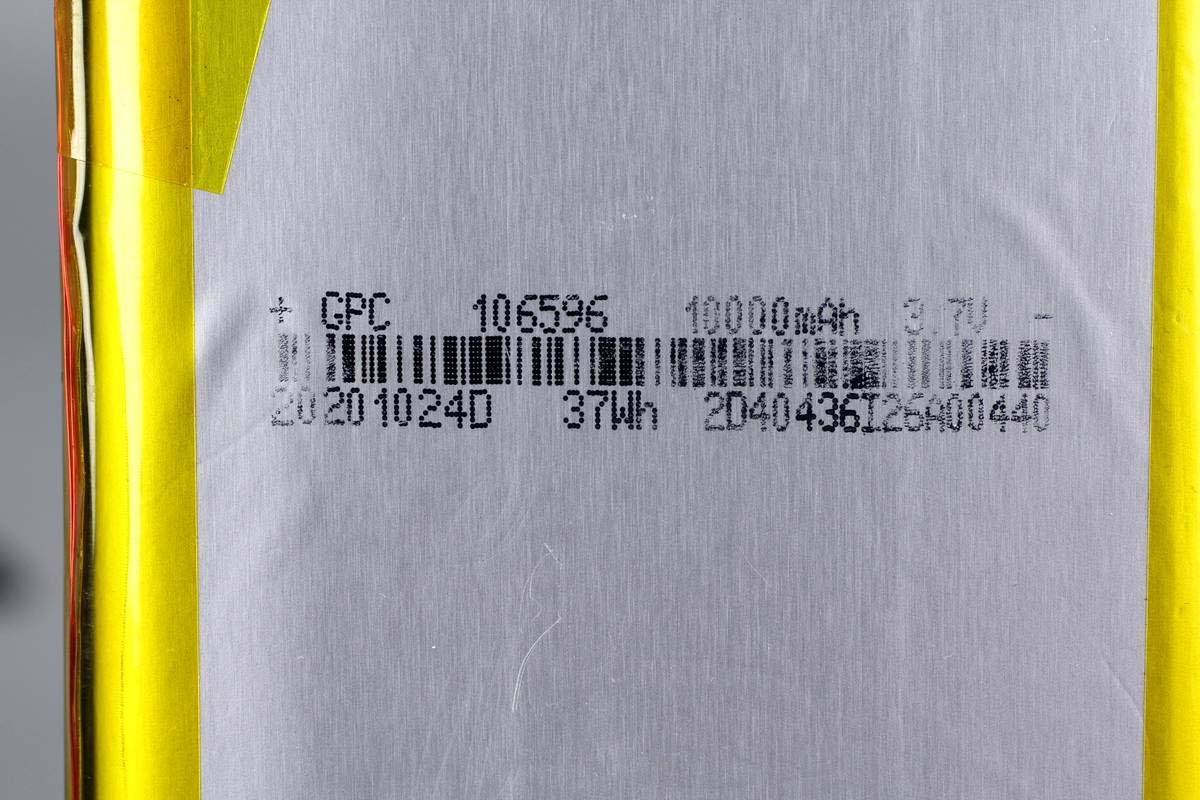 + GPC 106596 10000mAh 3.7V -
20201024D 37Wh 2D40436I26A00440